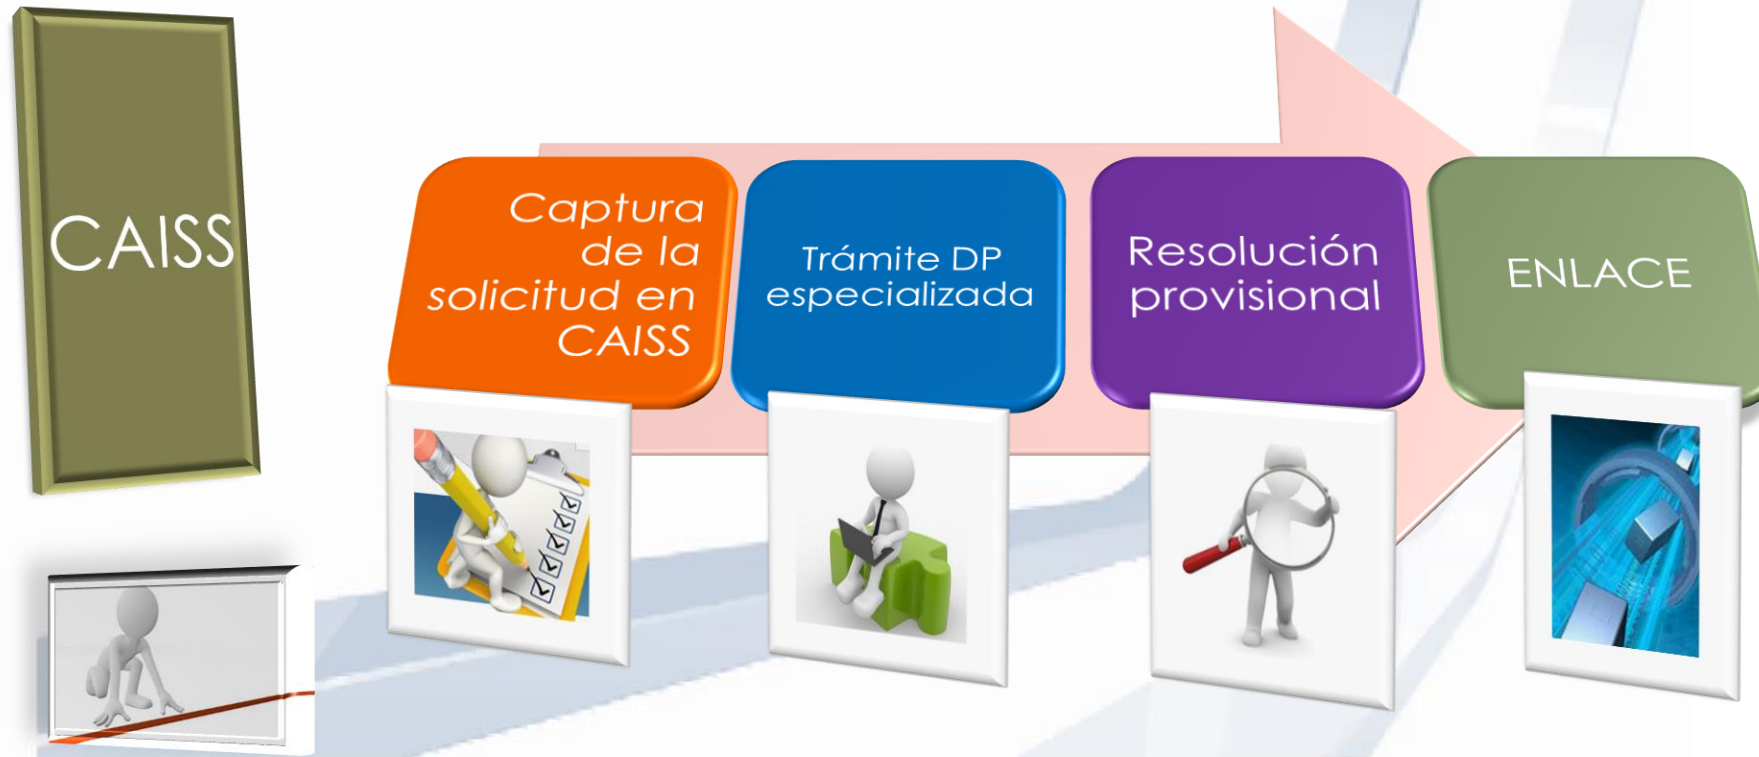 CAISS
Captura
de la
solicitud en
CAISS
Trámite DP
especializada
Resolución
provisional
ENLACE